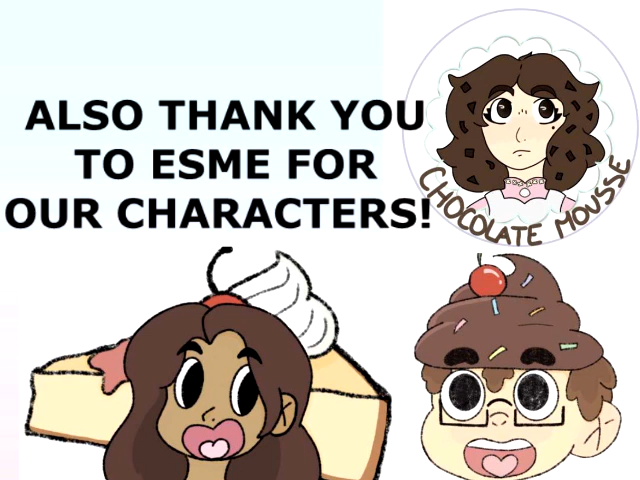 ALSO THANK YOU
TO ESME FOR
OUR CHARACTERS!
CHOCOLATE MOUSSE